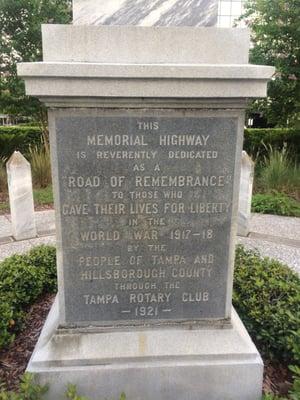 THIS
MEMORIAL HIGHWAY
IS REVERENTLY DEDICATED
AS A
"ROAD OF REMEMBRANCE"
TO THOSE WHO
GAVE THEIR LIVES FOR LIBERTY
IN THE
WORLD WAR 1917-18
BY THE
PEOPLE OF TAMPA AND
HILLSBOROUGH COUNTY
THROUGH THE
TAMPA ROTARY CLUB
– 1921 –